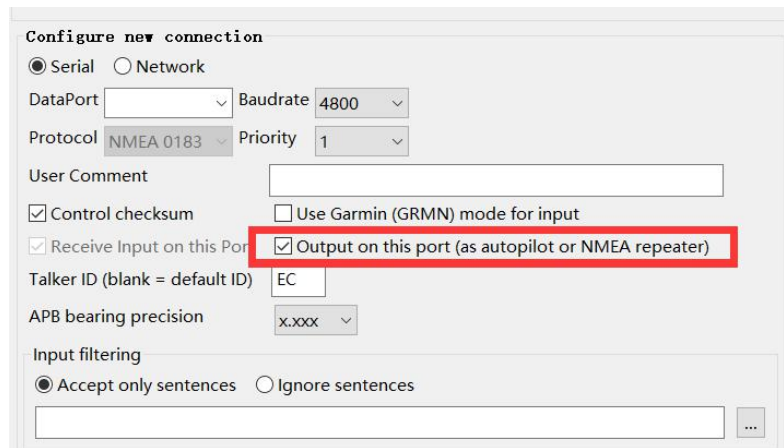 Configure new connection
Serial Network
DataPort Baudrate 4800
Protocol NMEA 0183 Priority 1
User Comment
Control checksum Use Garmin (GRMN) mode for input
Receive Input on this Por Output on this port (as autopilot or NMEA repeater)
Talker ID (blank = default ID) EC
APB bearing precision x.xxx
Input filtering
Accept only sentences Ignore sentences
...